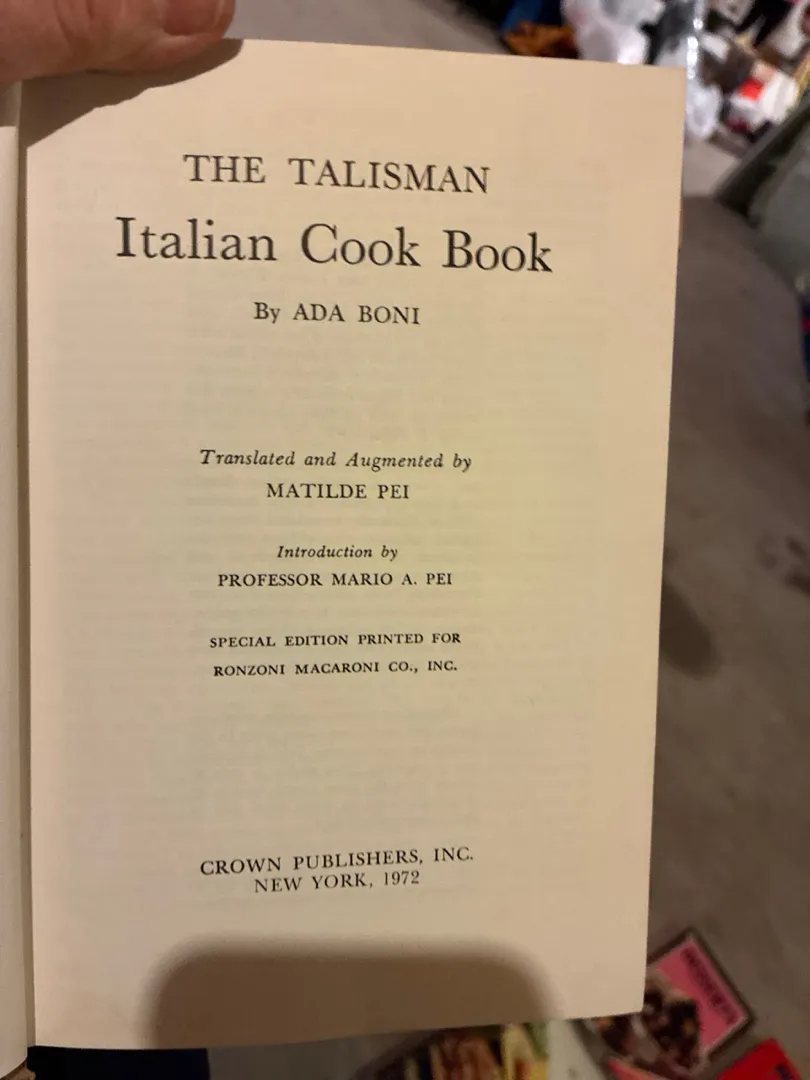 THE TALISMAN
Italian Cook Book
By ADA BONI
Translated and Augmented by
MATILDE PEI
Introduction by
PROFESSOR MARIO A. PEI
SPECIAL EDITION PRINTED FOR
RONZONI MACARONI CO., INC.
CROWN PUBLISHERS, INC.
NEW YORK, 1972